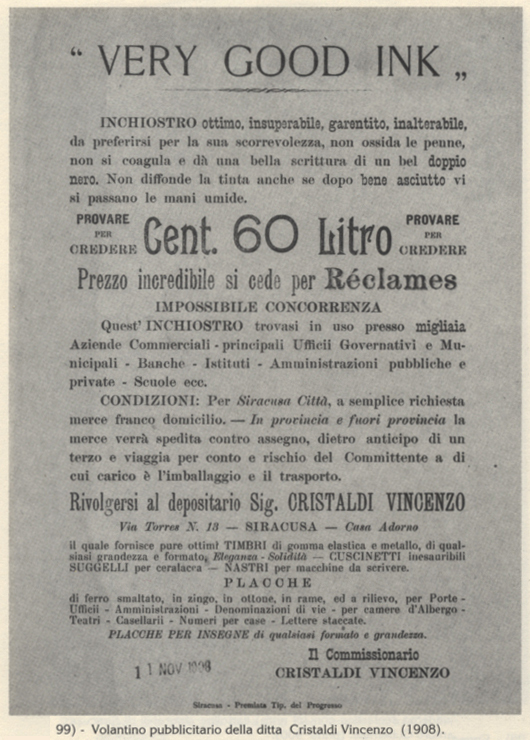 “ VERY GOOD INK „
INCHIOSTRO ottimo, insuperabile, garentito, inalterabile,
da preferirsi per la sua scorrevolezza, non ossida le penne,
non si coagula e dà una bella scrittura di un bel doppio
nero. Non diffonde la tinta anche se dopo bene asciutto vi
si passano le mani umide.
PROVARE PER CREDERE Cent. 60 Litro PROVARE PER CREDERE
Prezzo incredibile si cede per Réclames
IMPOSSIBILE CONCORRENZA
Quest' INCHIOSTRO trovasi in uso presso migliaia
Aziende Commerciali - principali Ufficii Governativi e Mu-
nicipali - Banche - Istituti - Amministrazioni pubbliche e
private - Scuole ecc.
CONDIZIONI: Per Siracusa Città, a semplice richiesta
merce franco domicilio. — In provincia e fuori provincia la
merce verrà spedita contro assegno, dietro anticipo di un
terzo e viaggia per conto e rischio del Committente a di
cui carico è l'imballaggio e il trasporto.
Rivolgersi al depositario Sig. CRISTALDI VINCENZO
Via Torres N. 13 — SIRACUSA — Casa Adorno
il quale fornisce pure ottimi TIMBRI di gomma elastica e metallo, di qual-
siasi grandezza e formato, Eleganza - Solidità — CUSCINETTI inesauribili
SUGGELLI per ceralacca — NASTRI per macchine da scrivere.
PLACCHE
di ferro smaltato, in zingo, in ottone, in rame, ed a rilievo, per Porte -
Ufficii - Amministrazioni - Denominazioni di vie - per camere d'Albergo -
Teatri - Casellarii - Numeri per case - Lettere staccate.
PLACCHE PER INSEGNE di qualsiasi formato e grandezza.
Il Commissionario
11 NOV 1908 CRISTALDI VINCENZO
Siracusa - Premiata Tip. del Progresso
99) - Volantino pubblicitario della ditta Cristaldi Vincenzo (1908).